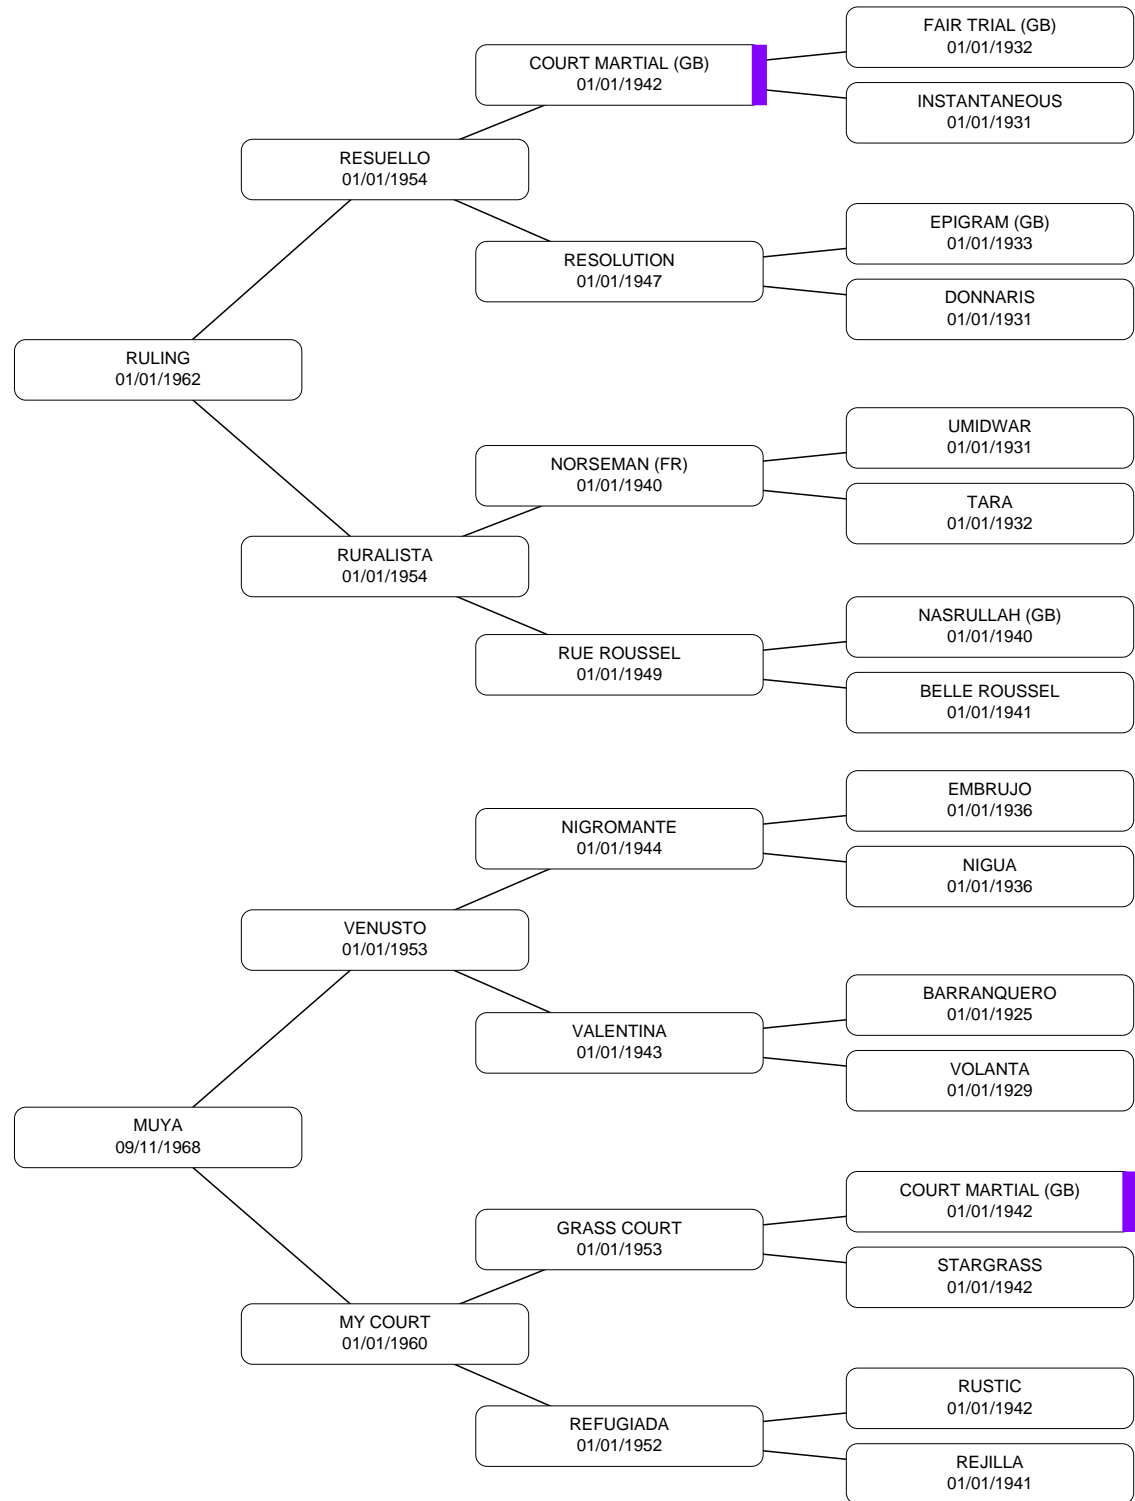 FAIR TRIAL (GB)
01/01/1932
COURT MARTIAL (GB)
01/01/1942
INSTANTANEOUS
01/01/1931
RESUELLO
01/01/1954
EPIGRAM (GB)
01/01/1933
RESOLUTION
01/01/1947
DONNARIS
01/01/1931
RULING
01/01/1962
UMIDWAR
01/01/1931
NORSEMAN (FR)
01/01/1940
TARA
01/01/1932
RURALISTA
01/01/1954
NASRULLAH (GB)
01/01/1940
RUE ROUSSEL
01/01/1949
BELLE ROUSSEL
01/01/1941
EMBRUJO
01/01/1936
NIGROMANTE
01/01/1944
NIGUA
01/01/1936
VENUSTO
01/01/1953
BARRANQUERO
01/01/1925
VALENTINA
01/01/1943
VOLANTA
01/01/1929
MUYA
09/11/1968
COURT MARTIAL (GB)
01/01/1942
GRASS COURT
01/01/1953
STARGRASS
01/01/1942
MY COURT
01/01/1960
RUSTIC
01/01/1942
REFUGIADA
01/01/1952
REJILLA
01/01/1941